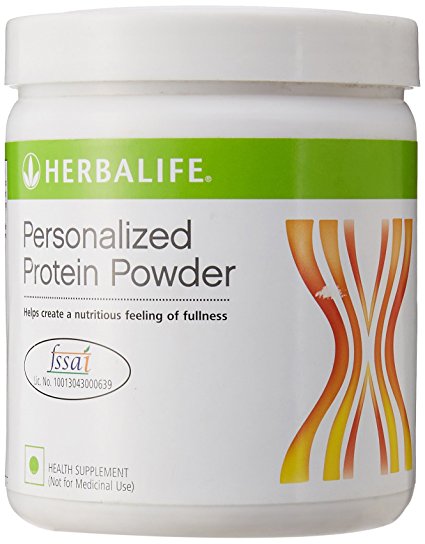 HERBALIFE®
Personalized
Protein Powder
Helps create a nutritious feeling of fullness
fssai
Lic. No. 10013043000639
HEALTH SUPPLEMENT
(Not for Medicinal Use)